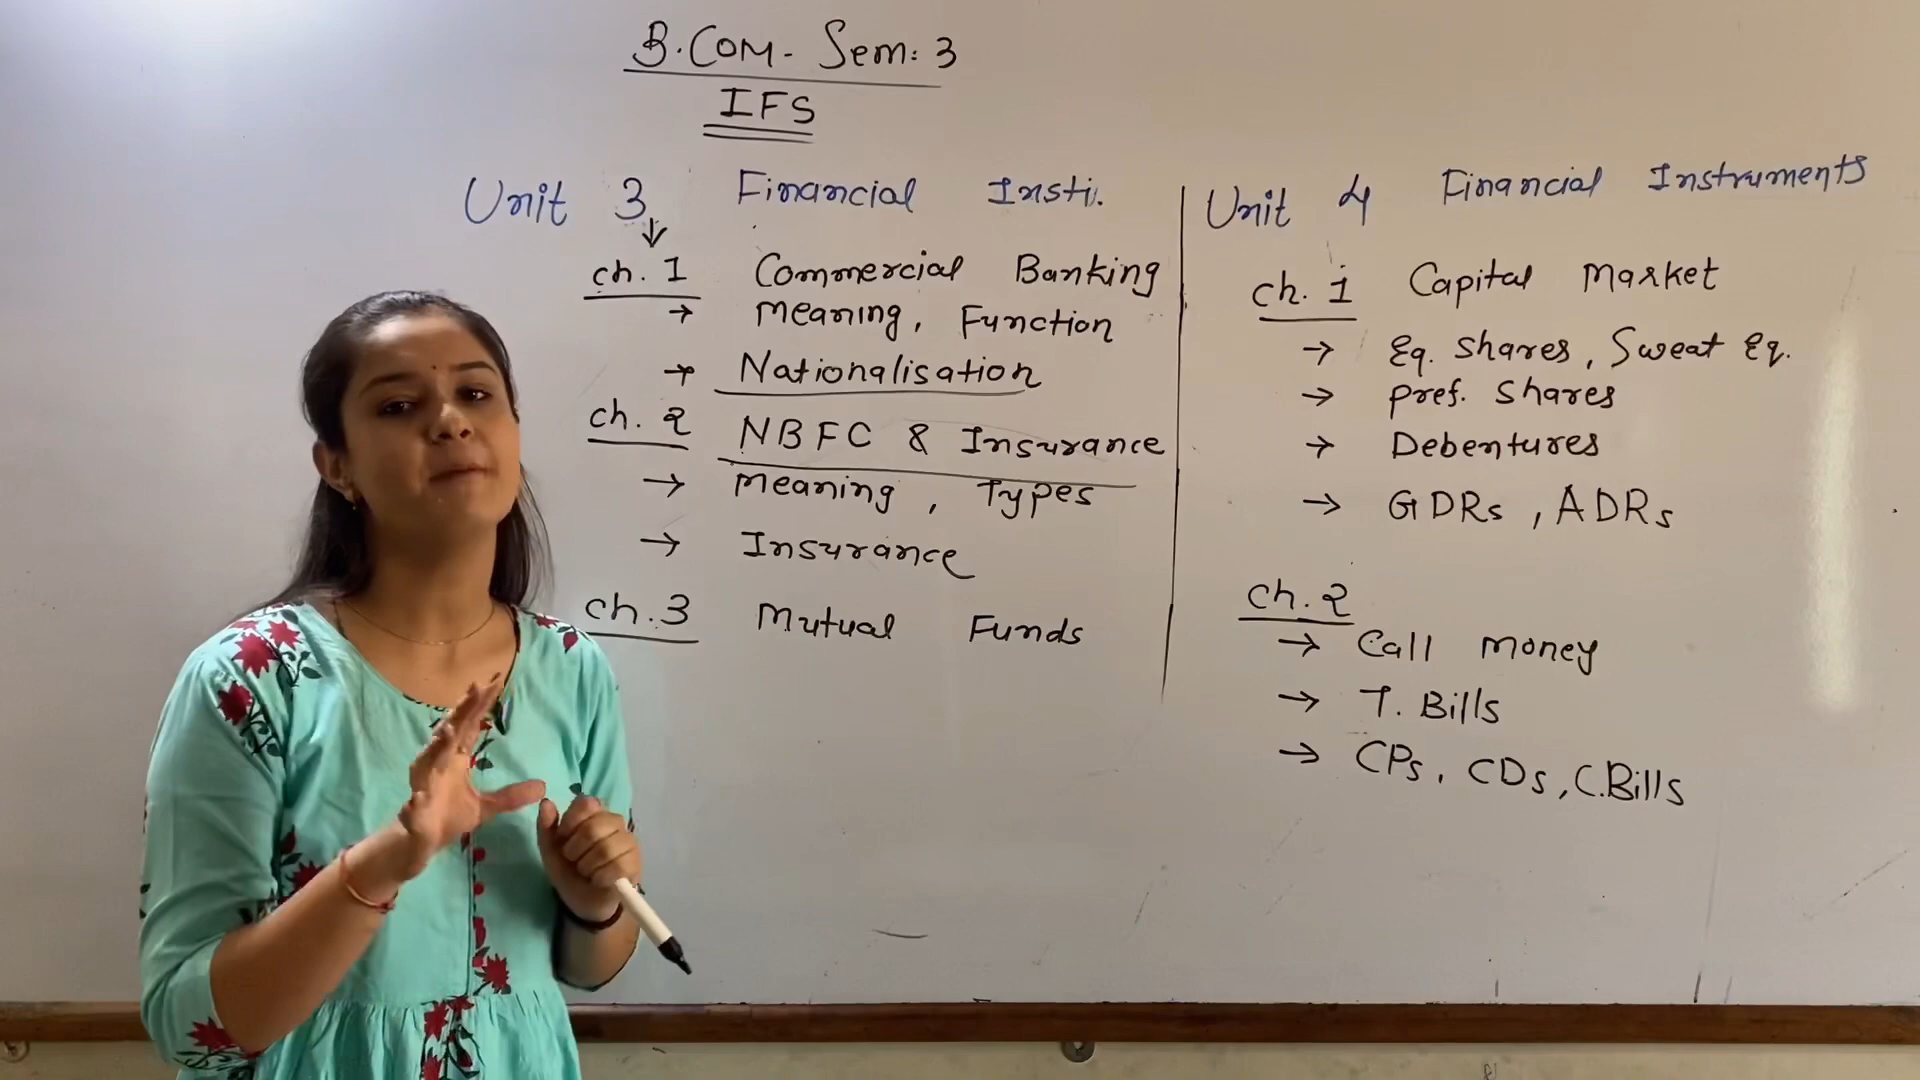 B.COM- Sem: 3
IFS
Unit 3 Financial Insti.
ch. 1 Commercial Banking
→ Meaning, Function
→ Nationalisation
ch. 2 NBFC & Insurance
→ Meaning, Types
→ Insurance
ch. 3 Mutual Funds
Unit 4 Financial Instruments
ch. 1 Capital Market
→ Eq. Shares, Sweat Eq.
→ Pref. Shares
→ Debentures
→ GDRs, ADRs
ch. 2
→ Call Money
→ T. Bills
→ CPs, CDs, C.Bills